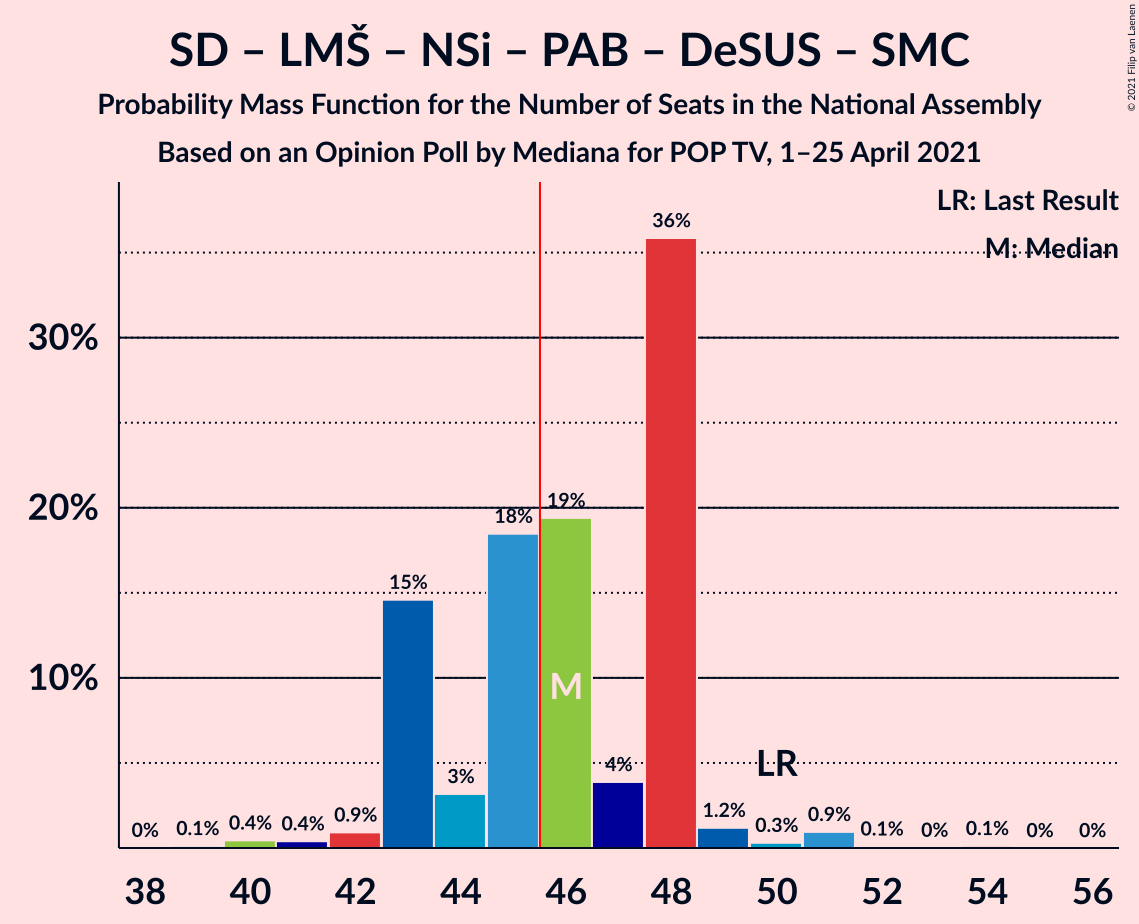 SD – LMŠ – NSi – PAB – DeSUS – SMC
Probability Mass Function for the Number of Seats in the National Assembly
Based on an Opinion Poll by Mediana for POP TV, 1–25 April 2021
© 2021 Filip van Laenen
LR: Last Result
M: Median
30%
20%
10%
0%
0.1%
0.4%
0.4%
0.9%
15%
3%
18%
19%
4%
36%
1.2%
0.3%
0.9%
0.1%
0%
0.1%
0%
0%
M
LR
38 40 42 44 46 48 50 52 54 56